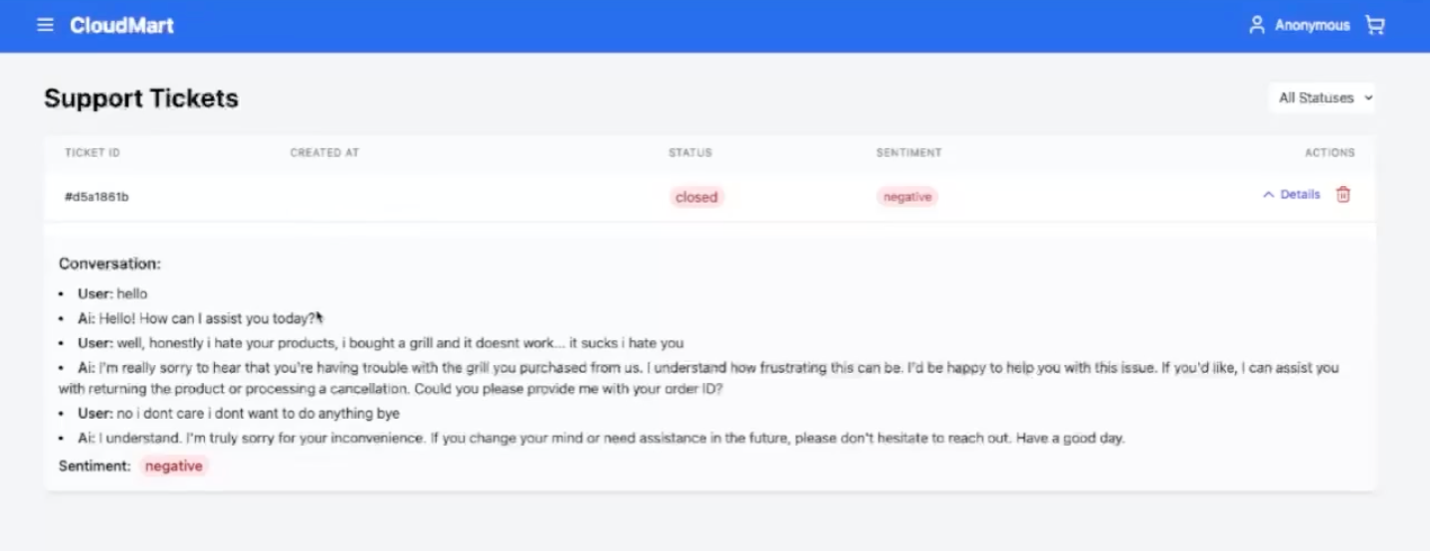 CloudMart
Anonymous
Support Tickets
All Statuses
TICKET ID CREATED AT STATUS SENTIMENT ACTIONS
#d5a1861b closed negative Details
Conversation:
• User: hello
• Ai: Hello! How can I assist you today?
• User: well, honestly i hate your products, i bought a grill and it doesnt work... it sucks i hate you
• Ai: I'm really sorry to hear that you're having trouble with the grill you purchased from us. I understand how frustrating this can be. I'd be happy to help you with this issue. If you'd like, I can assist you
with returning the product or processing a cancellation. Could you please provide me with your order ID?
• User: no i dont care i dont want to do anything bye
• Ai: I understand. I'm truly sorry for your inconvenience. If you change your mind or need assistance in the future, please don't hesitate to reach out. Have a good day.
Sentiment: negative